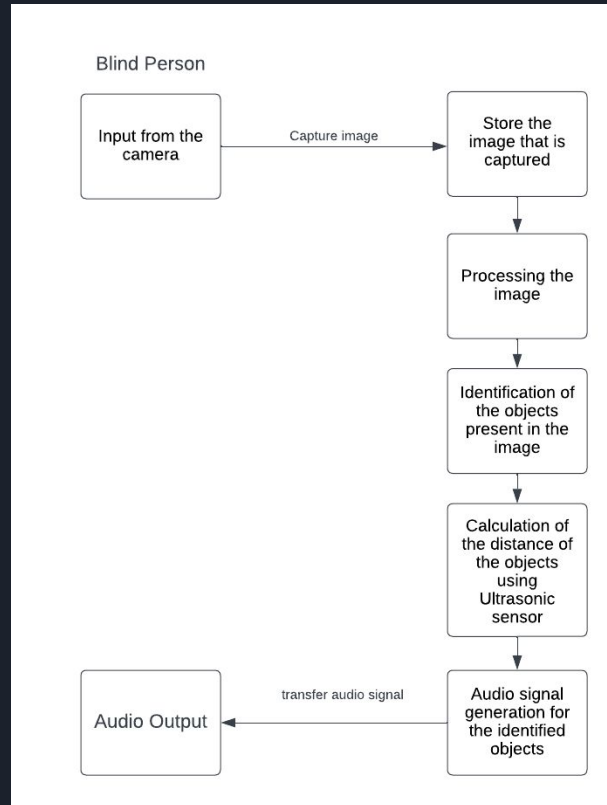 Blind Person
Input from the
camera
Capture image
Store the
image that is
captured
Processing the
image
Identification of
the objects
present in the
image
Calculation of
the distance of
the objects
using
Ultrasonic
sensor
Audio Output
transfer audio signal
Audio signal
generation for
the identified
objects